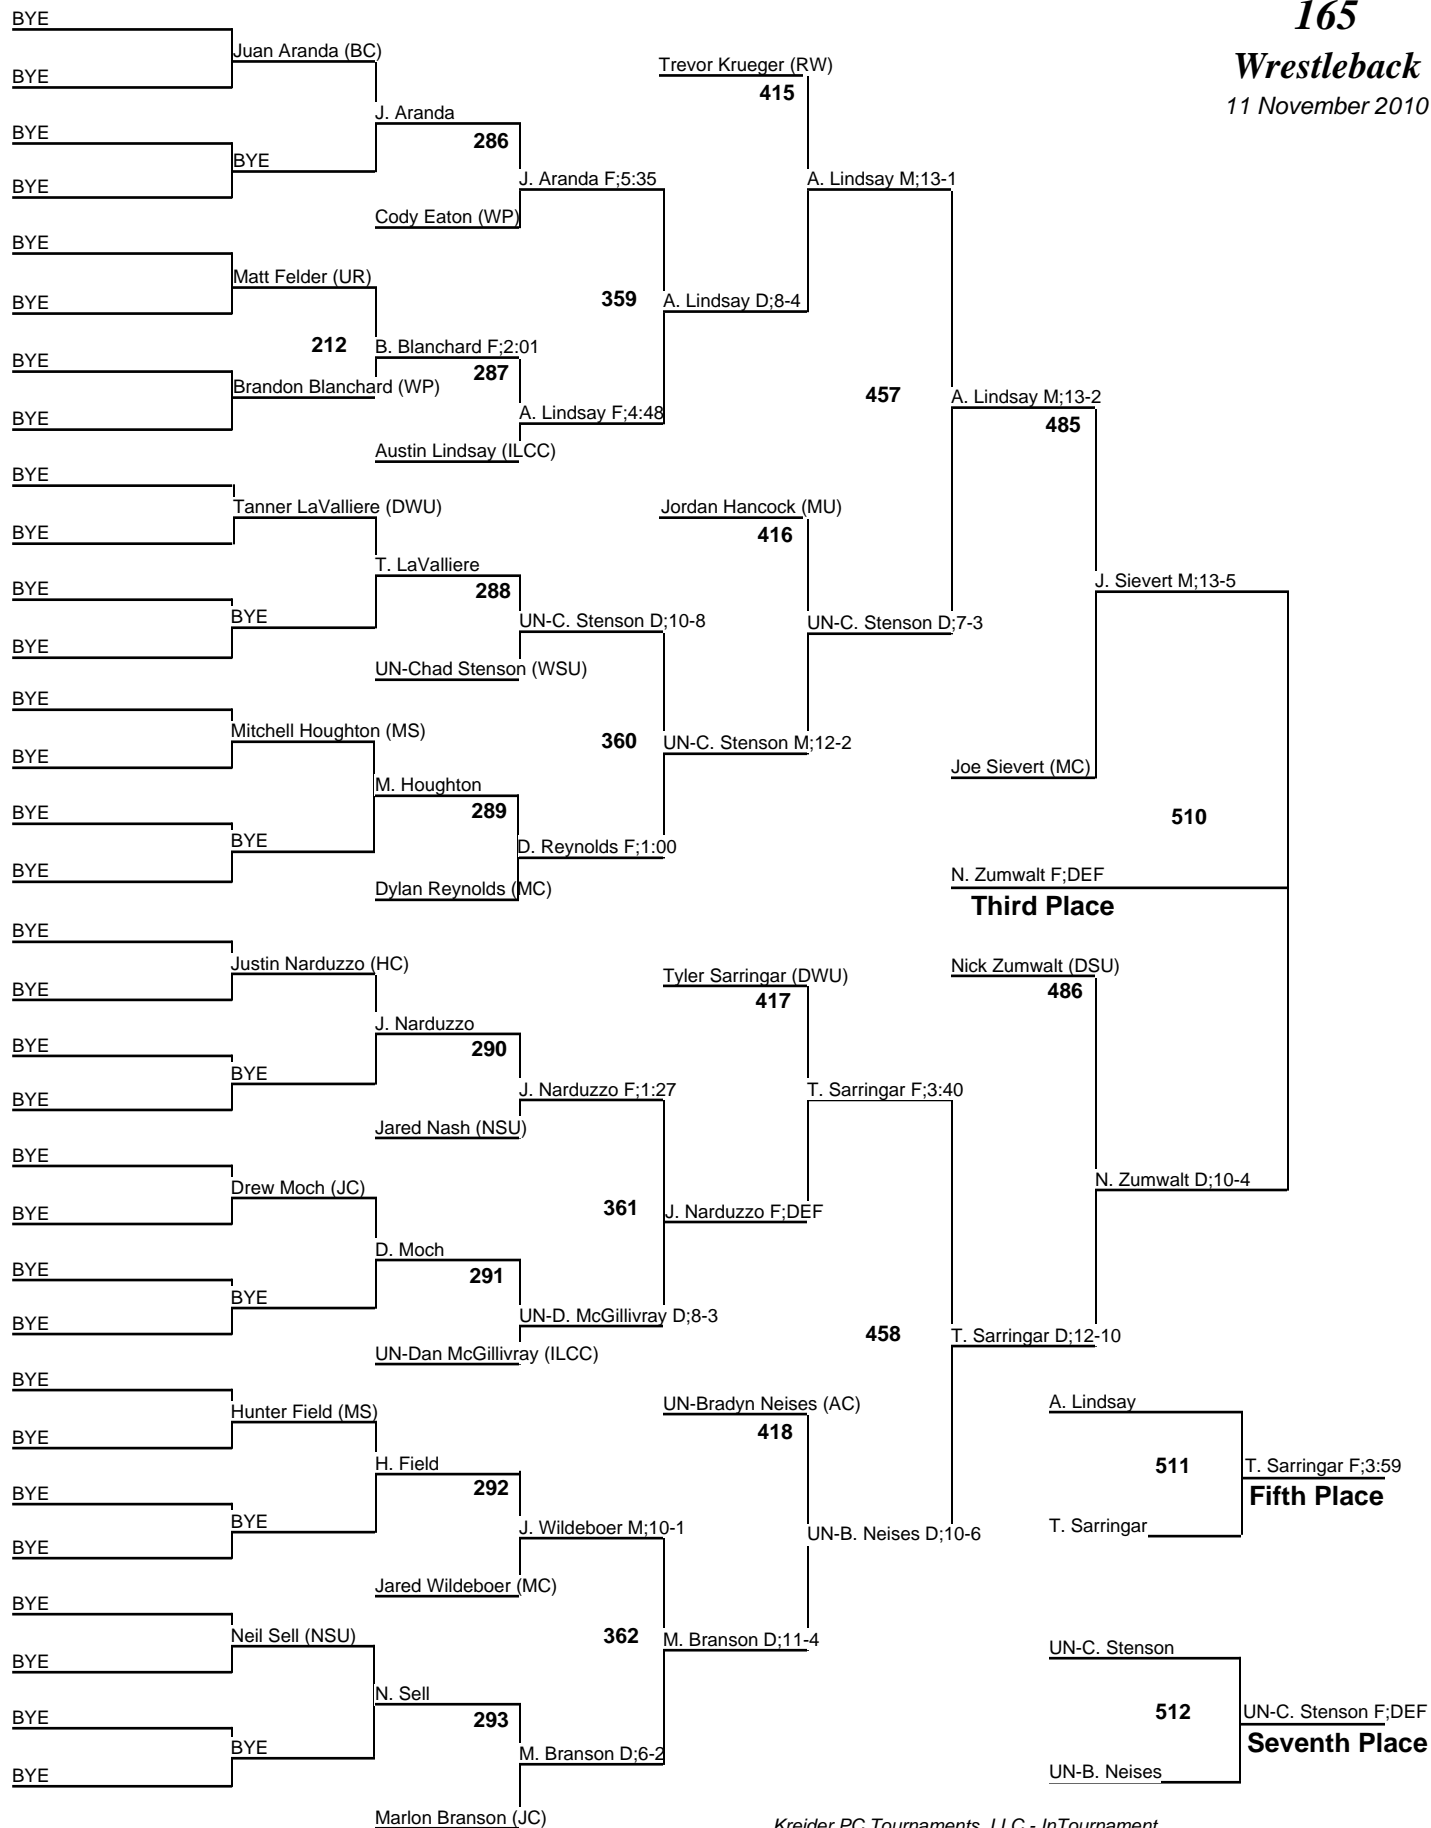 165
Wrestleback
11 November 2010
BYE
Juan Aranda (BC)
BYE
Trevor Krueger (RW)
415
J. Aranda
286
BYE
BYE
BYE
J. Aranda F;5:35
A. Lindsay M;13-1
Cody Eaton (WP)
BYE
Matt Felder (UR)
BYE
359
A. Lindsay D;8-4
212
B. Blanchard F;2:01
287
BYE
Brandon Blanchard (WP)
BYE
457
A. Lindsay M;13-2
485
A. Lindsay F;4:48
Austin Lindsay (ILCC)
BYE
Tanner LaValliere (DWU)
BYE
Jordan Hancock (MU)
416
T. LaValliere
288
J. Sievert M;13-5
BYE
BYE
BYE
UN-C. Stenson D;10-8
UN-C. Stenson D;7-3
UN-Chad Stenson (WSU)
BYE
Mitchell Houghton (MS)
BYE
360
UN-C. Stenson M;12-2
Joe Sievert (MC)
M. Houghton
289
510
BYE
BYE
BYE
D. Reynolds F;1:00
Dylan Reynolds (MC)
N. Zumwalt F;DEF
Third Place
BYE
Justin Narduzzo (HC)
BYE
Tyler Sarringar (DWU)
417
Nick Zumwalt (DSU)
486
J. Narduzzo
290
BYE
BYE
BYE
J. Narduzzo F;1:27
T. Sarringar F;3:40
Jared Nash (NSU)
BYE
Drew Moch (JC)
BYE
361
J. Narduzzo F;DEF
N. Zumwalt D;10-4
D. Moch
291
BYE
BYE
BYE
UN-D. McGillivray D;8-3
458
T. Sarringar D;12-10
UN-Dan McGillivray (ILCC)
BYE
Hunter Field (MS)
BYE
UN-Bradyn Neises (AC)
418
A. Lindsay
H. Field
292
511
T. Sarringar F;3:59
Fifth Place
BYE
BYE
BYE
J. Wildeboer M;10-1
UN-B. Neises D;10-6
T. Sarringar
Jared Wildeboer (MC)
BYE
Neil Sell (NSU)
BYE
362
M. Branson D;11-4
UN-C. Stenson
N. Sell
293
512
UN-C. Stenson F;DEF
Seventh Place
BYE
BYE
BYE
M. Branson D;6-2
UN-B. Neises
Marlon Branson (JC)
Kreider PC Tournaments, LLC - InTournament